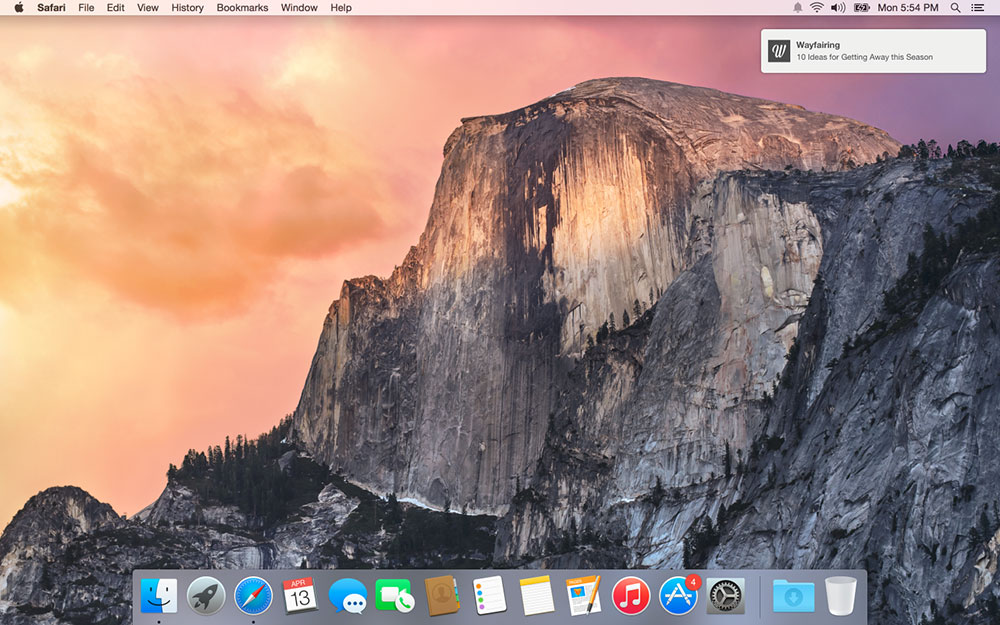 Safari File Edit View History Bookmarks Window Help Mon 5:54 PM
W
Wayfairing
10 Ideas for Getting Away this Season
APR
13
PAGES
4